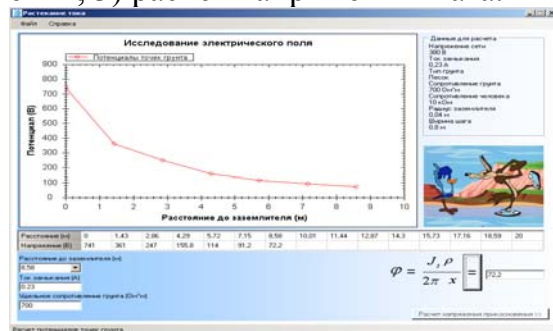 Растекание тока
Файл Справка
Исследование электрического поля
Потенциалы точек грунта
Потенциал (В)
900
800
700
600
500
400
300
200
100
0
0 1 2 3 4 5 6 7 8 9 10
Расстояние до заземлителя (м)
Данные для расчета
Напряжение сети
380 В
Ток замыкания
0,23 А
Тип грунта
Песок
Сопротивление грунта
700 Ом*м
Сопротивление человека
10 кОм
Радиус заземлителя
0,04 м
Ширина шага
0,8 м
Расстояние (м) 0 1,43 2,86 4,29 5,72 7,15 8,58 10,01 11,44 12,87 14,3 15,73 17,16 18,59 20
Напряжение (В) 741 361 247 155,8 114 91,2 72,2
Расстояние до заземлителя (м)
8,58
Ток замыкания (А)
0.23
Удельное сопротивление грунта (Ом*м)
700
φ = J₃ ρ / 2π x = 72,2
Расчет напряжения прикосновения >>
Расчет потенциалов точек грунта